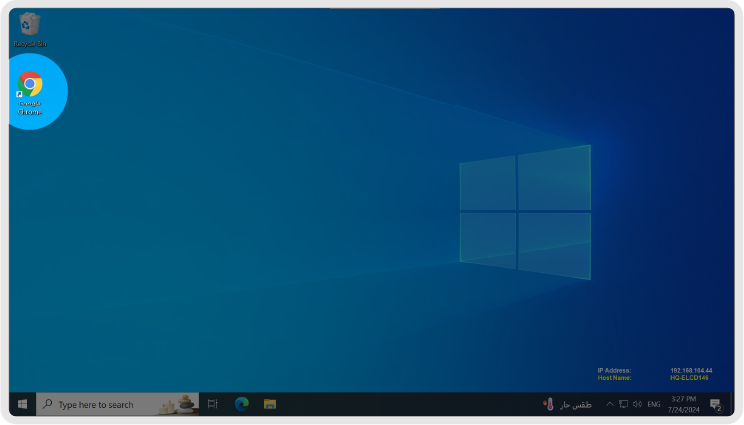 Recycle Bin
Google
Chrome
IP Address: 192.168.164.44
Host Name: HQ-ELCD146
Type here to search
طقس حار
ENG
3:27 PM
7/24/2024
2